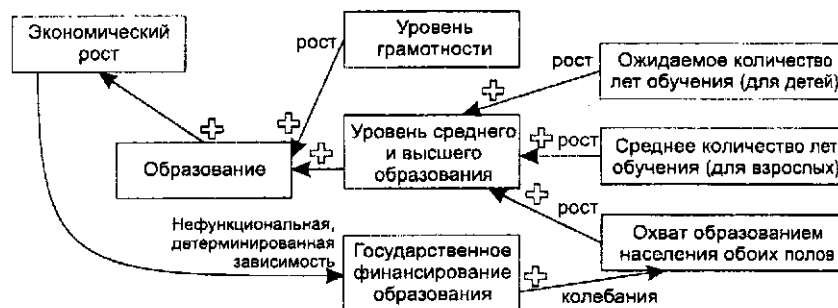 Экономический
рост
рост
Уровень
грамотности
рост
Ожидаемое количество
лет обучения (для детей)
Образование
Уровень среднего
и высшего
образования
рост
Среднее количество лет
обучения (для взрослых)
Нефункциональная,
детерминированная
зависимость
Государственное
финансирование
образования
рост
Охват образованием
населения обоих полов
колебания